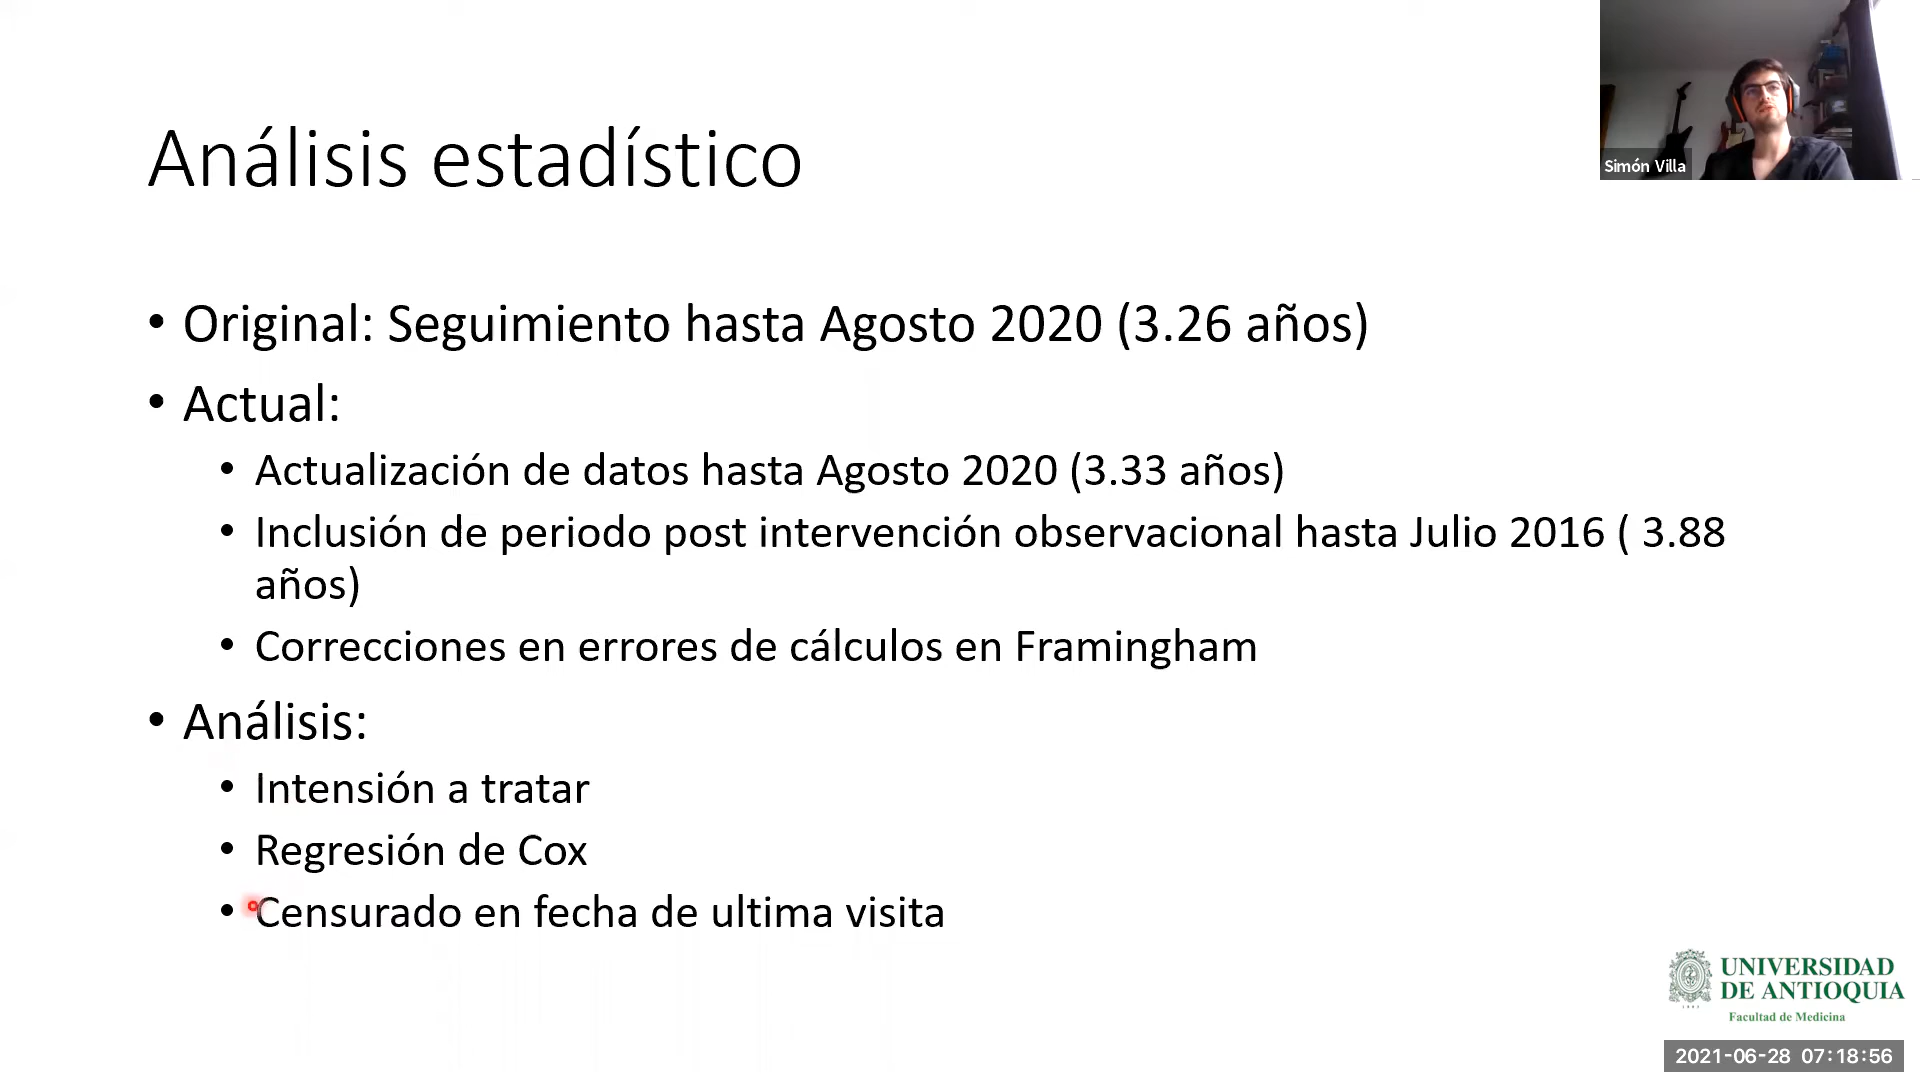 Simón Villa
Análisis estadístico
• Original: Seguimiento hasta Agosto 2020 (3.26 años)
• Actual:
• Actualización de datos hasta Agosto 2020 (3.33 años)
• Inclusión de periodo post intervención observacional hasta Julio 2016 ( 3.88
años)
• Correcciones en errores de cálculos en Framingham
• Análisis:
• Intensión a tratar
• Regresión de Cox
• Censurado en fecha de ultima visita
UNIVERSIDAD
DE ANTIOQUIA
Facultad de Medicina
2021-06-28 07:18:56